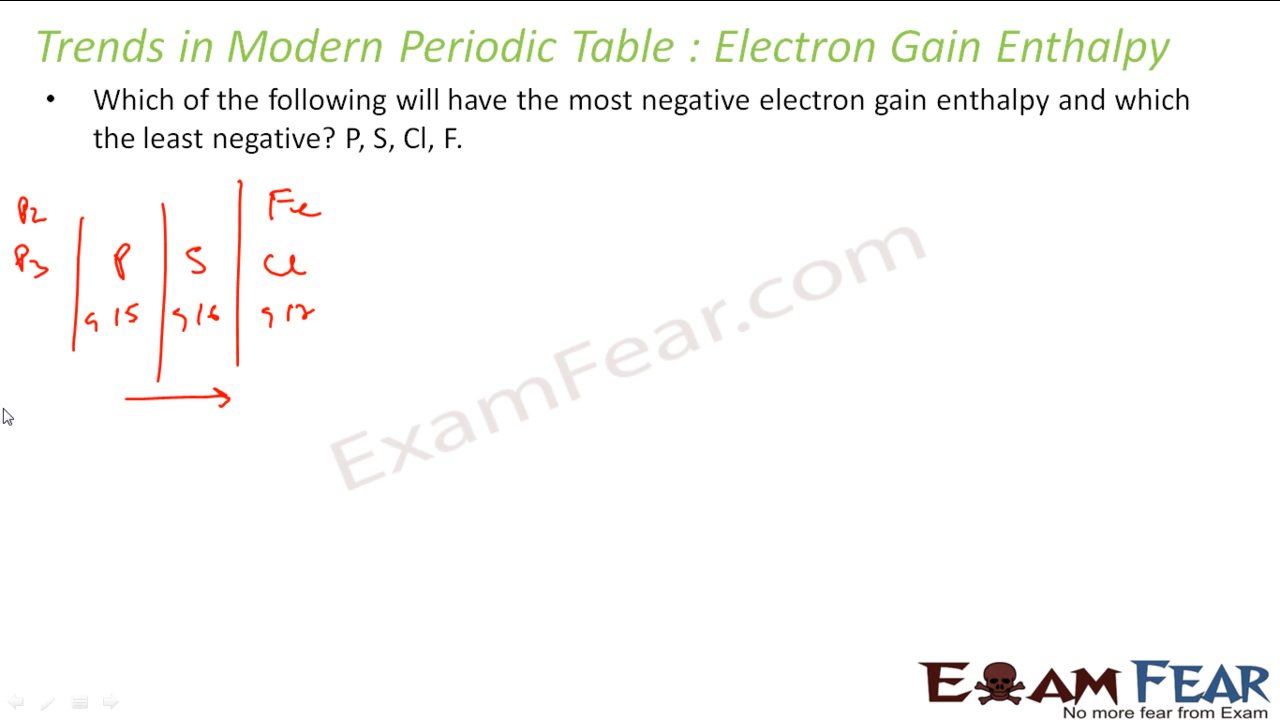 Trends in Modern Periodic Table : Electron Gain Enthalpy
• Which of the following will have the most negative electron gain enthalpy and which
the least negative? P, S, Cl, F.
P2 Fe
P3 P S Cl
g 15 g 16 g 17
ExamFear.com
EXAM FEAR
No more fear from Exam